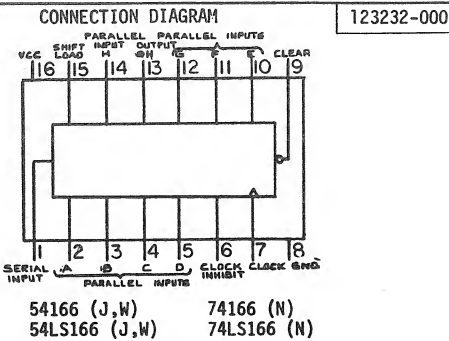 CONNECTION DIAGRAM
123232-000
PARALLEL PARALLEL INPUTS
SHIFT INPUT OUTPUT
VCC LOAD H QH G F E CLEAR
16 15 14 13 12 11 10 9
1 2 3 4 5 6 7 8
SERIAL A B C D CLOCK CLOCK GND
INPUT INHIBIT
PARALLEL INPUTS
54166 (J,W) 74166 (N)
54LS166 (J,W) 74LS166 (N)